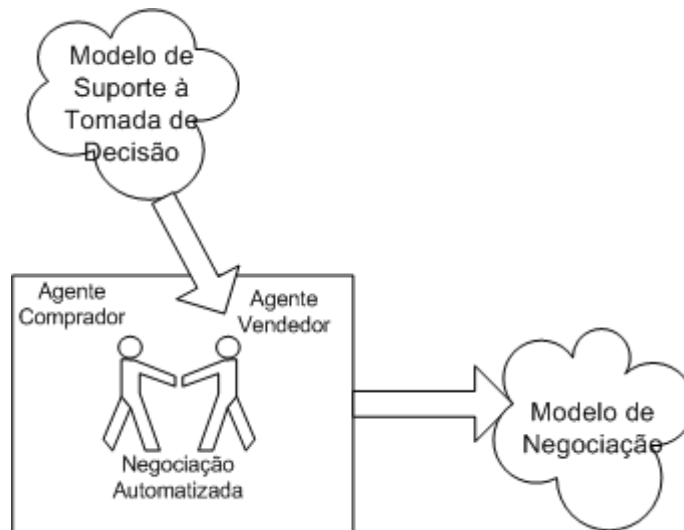 Modelo de
Suporte à
Tomada de
Decisão
Agente
Comprador
Agente
Vendedor
Negociação
Automatizada
Modelo de
Negociação